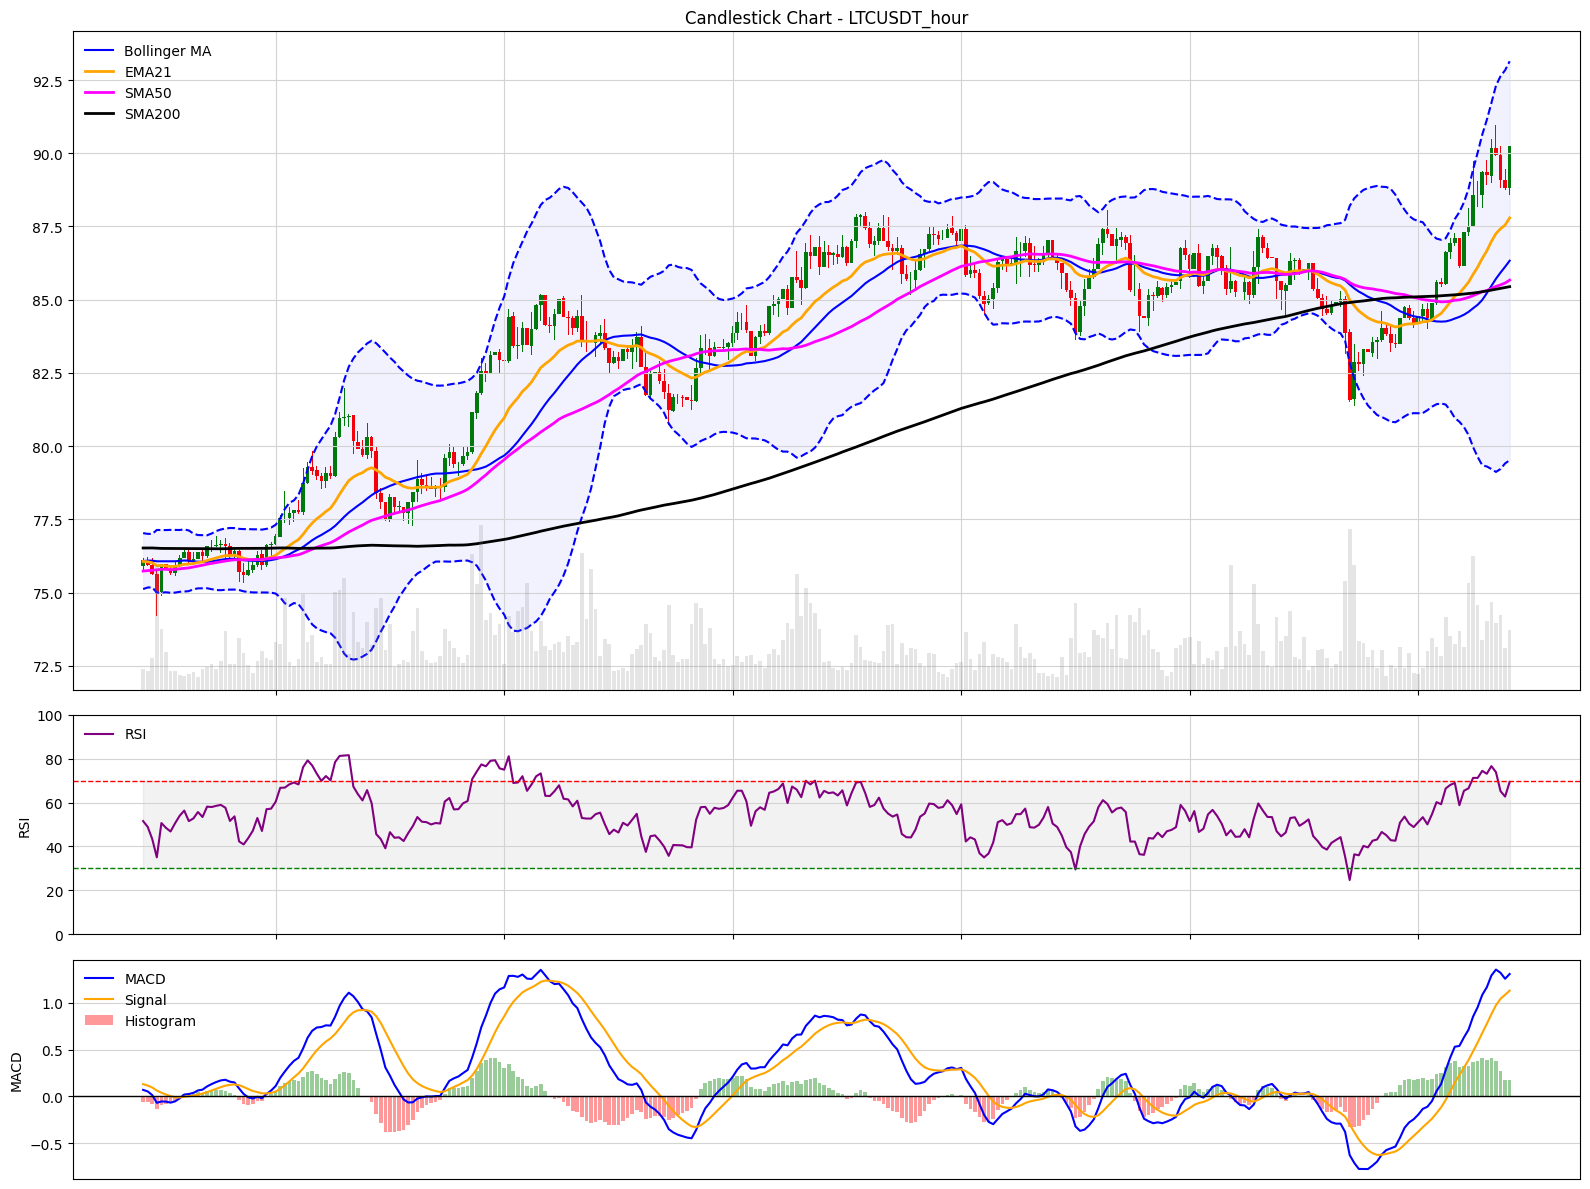 Candlestick Chart - LTCUSDT_hour
Bollinger MA
EMA21
SMA50
SMA200
92.5
90.0
87.5
85.0
82.5
80.0
77.5
75.0
72.5
RSI
100
80
60
40
20
0
RSI
MACD
Signal
Histogram
1.0
0.5
0.0
−0.5
MACD